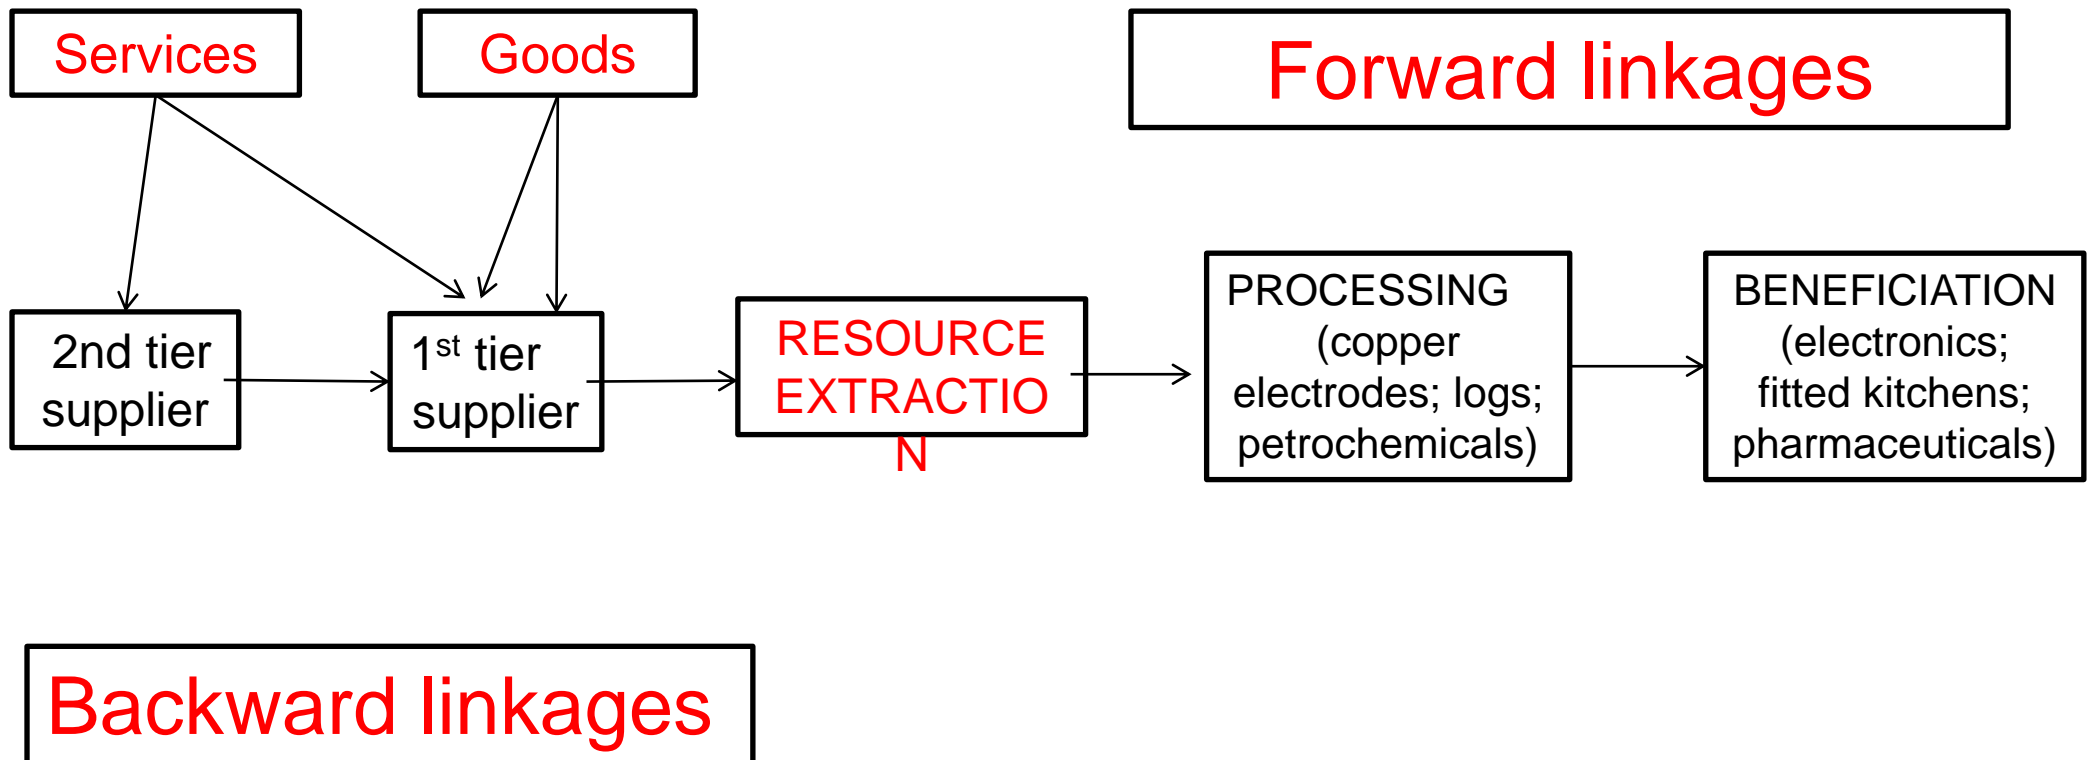 Services
Goods
Forward linkages
2nd tier
supplier
1st tier
supplier
RESOURCE
EXTRACTIO
N
PROCESSING
(copper
electrodes; logs;
petrochemicals)
BENEFICIATION
(electronics;
fitted kitchens;
pharmaceuticals)
Backward linkages